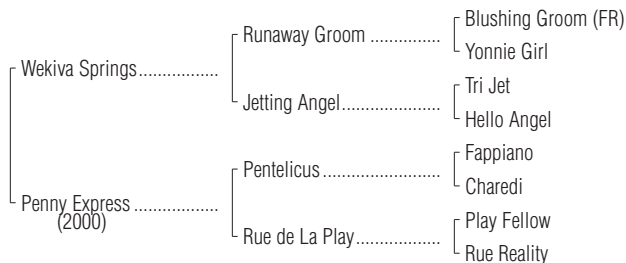 Blushing Groom (FR)
Runaway Groom ................
Yonnie Girl
Wekiva Springs..................
Tri Jet
Jetting Angel......................
Hello Angel
Fappiano
Pentelicus ..........................
Charedi
Penny Express ...................
(2000)
Play Fellow
Rue de La Play...................
Rue Reality